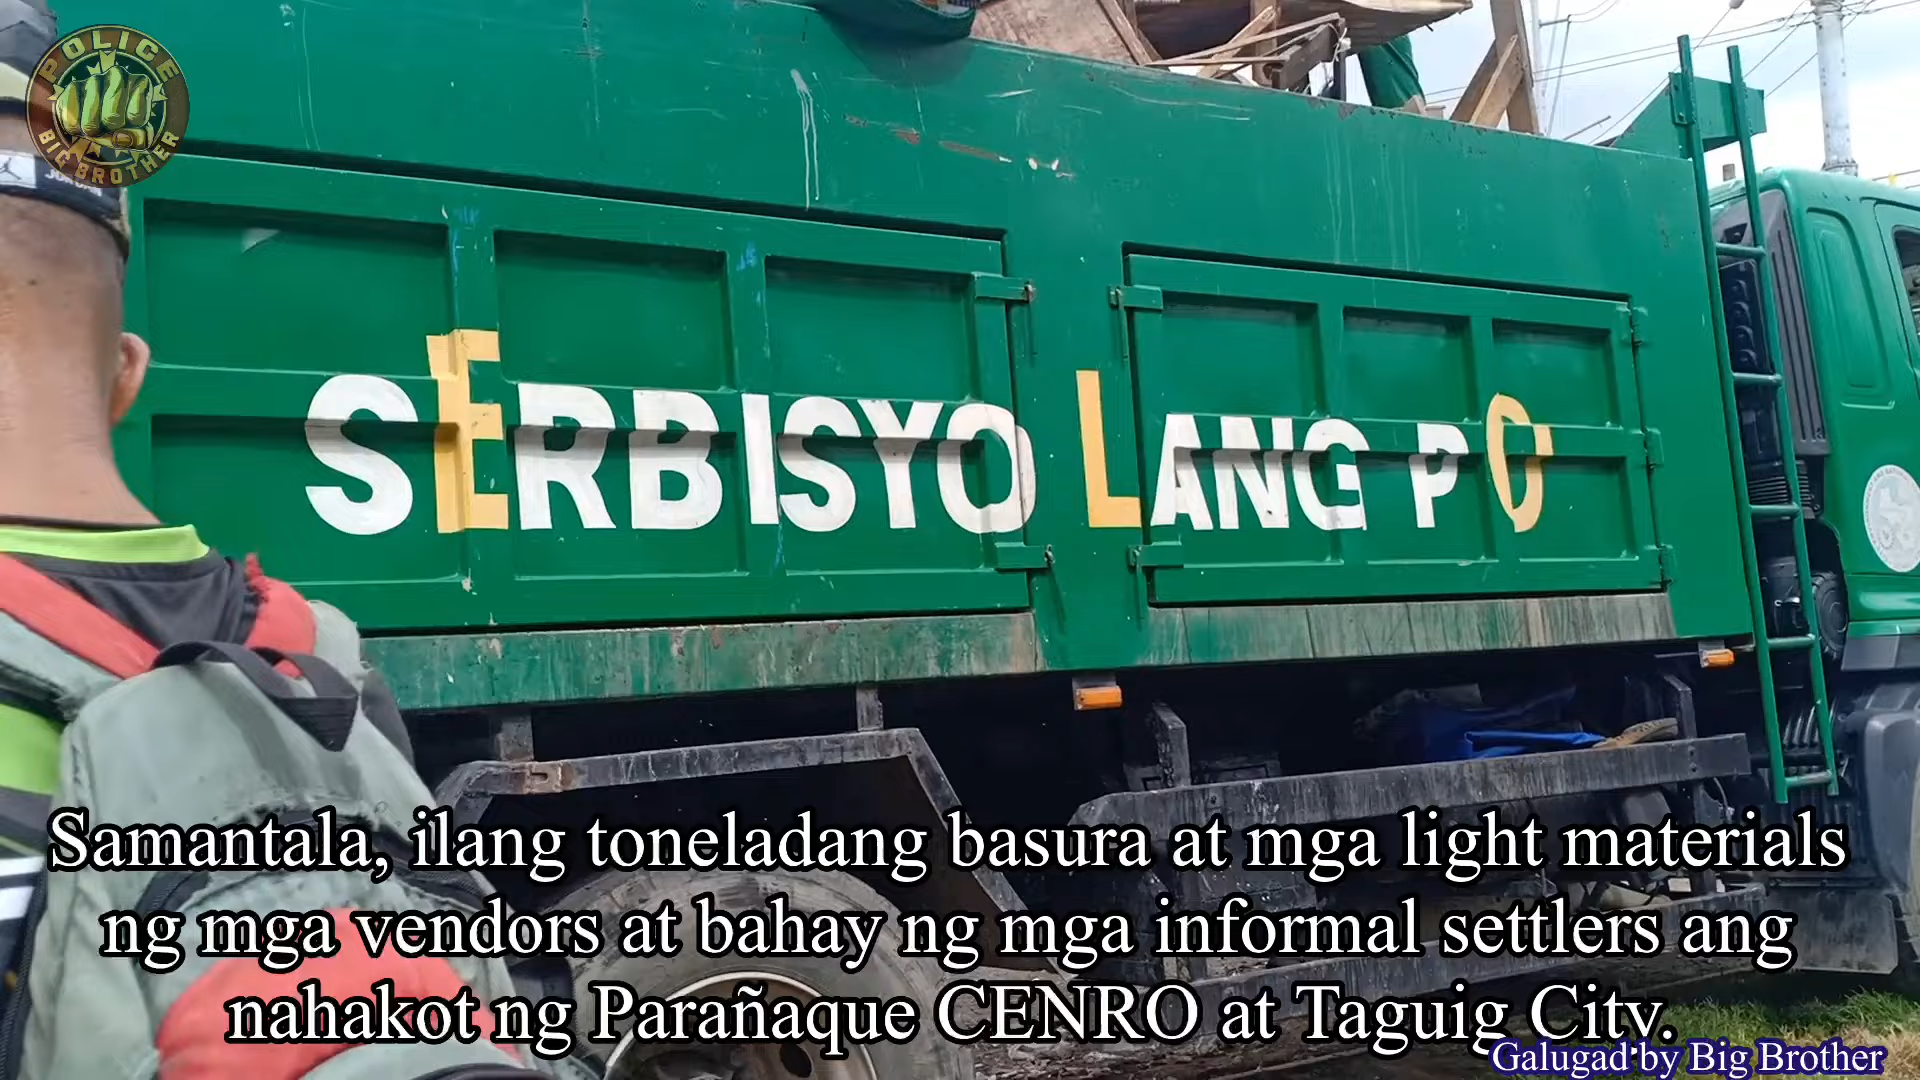 POLICE
BIG BROTHER
JORDAN
SERBISYO LANG PO
Samantala, ilang toneladang basura at mga light materials
ng mga vendors at bahay ng mga informal settlers ang
nahakot ng Parañaque CENRO at Taguig City.
Galugad by Big Brother